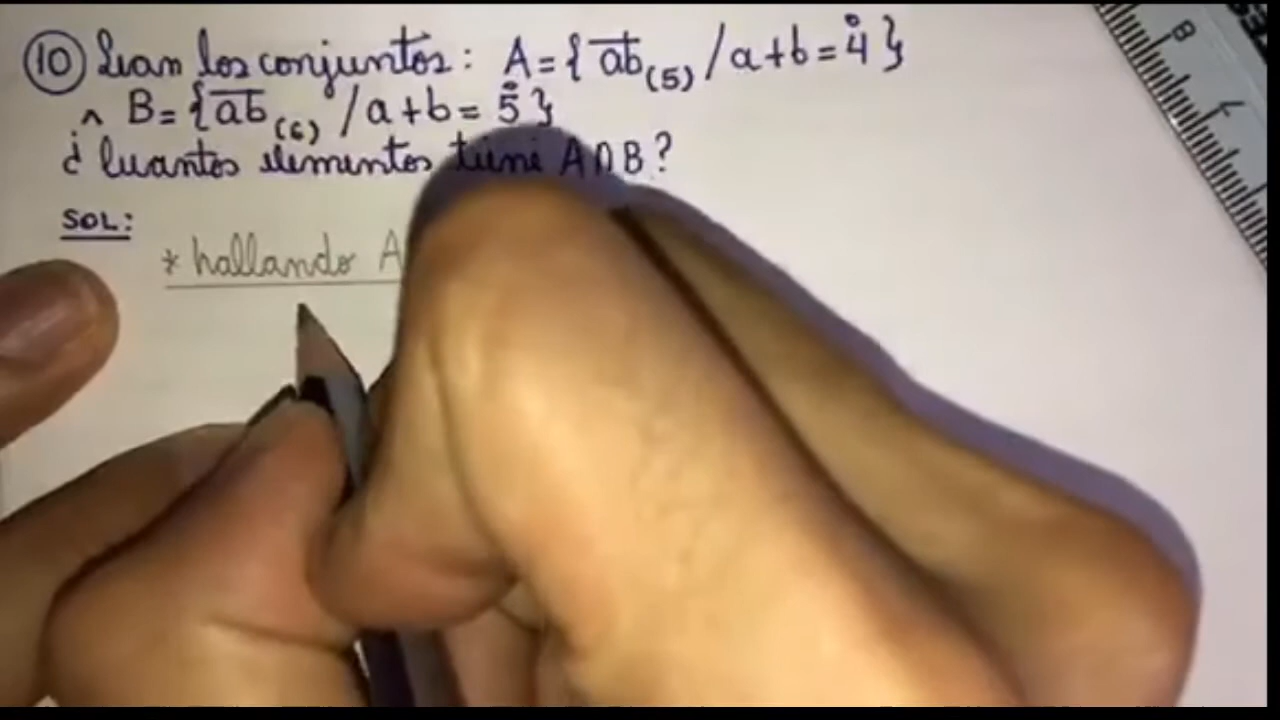 10 Sean los conjuntos: A={ab̅₍₅₎ / a+b=4̊}
∧ B={ab̅₍₆₎ / a+b= 5̊}
¿Cuantos elementos tiene A∩B?
SOL:
* hallando A
B